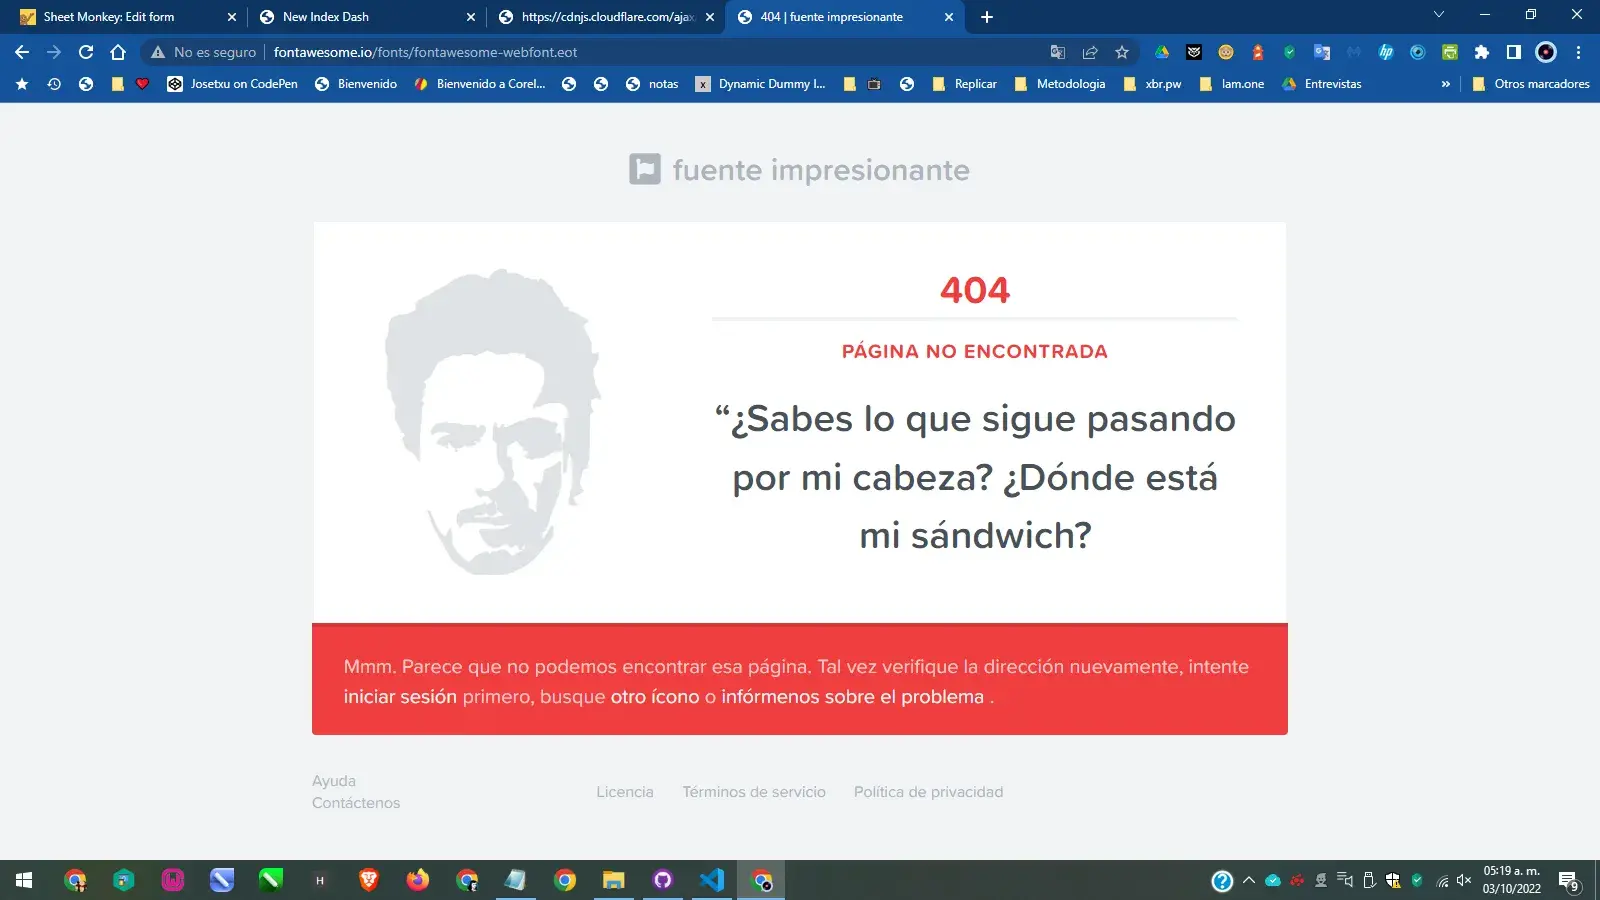 Sheet Monkey: Edit form
New Index Dash
https://cdnjs.cloudflare.com/ajax
404 | fuente impresionante
No es seguro
fontawesome.io/fonts/fontawesome-webfont.eot
Josetxu on CodePen
Bienvenido
Bienvenido a Corel...
notas
Dynamic Dummy I...
Replicar
Metodologia
xbr.pw
lam.one
Entrevistas
»
Otros marcadores
fuente impresionante
404
PÁGINA NO ENCONTRADA
“¿Sabes lo que sigue pasando
por mi cabeza? ¿Dónde está
mi sándwich?
Mmm. Parece que no podemos encontrar esa página. Tal vez verifique la dirección nuevamente, intente
iniciar sesión primero, busque otro ícono o infórmenos sobre el problema .
Ayuda
Contáctenos
Licencia
Términos de servicio
Política de privacidad
05:19 a. m.
03/10/2022
9